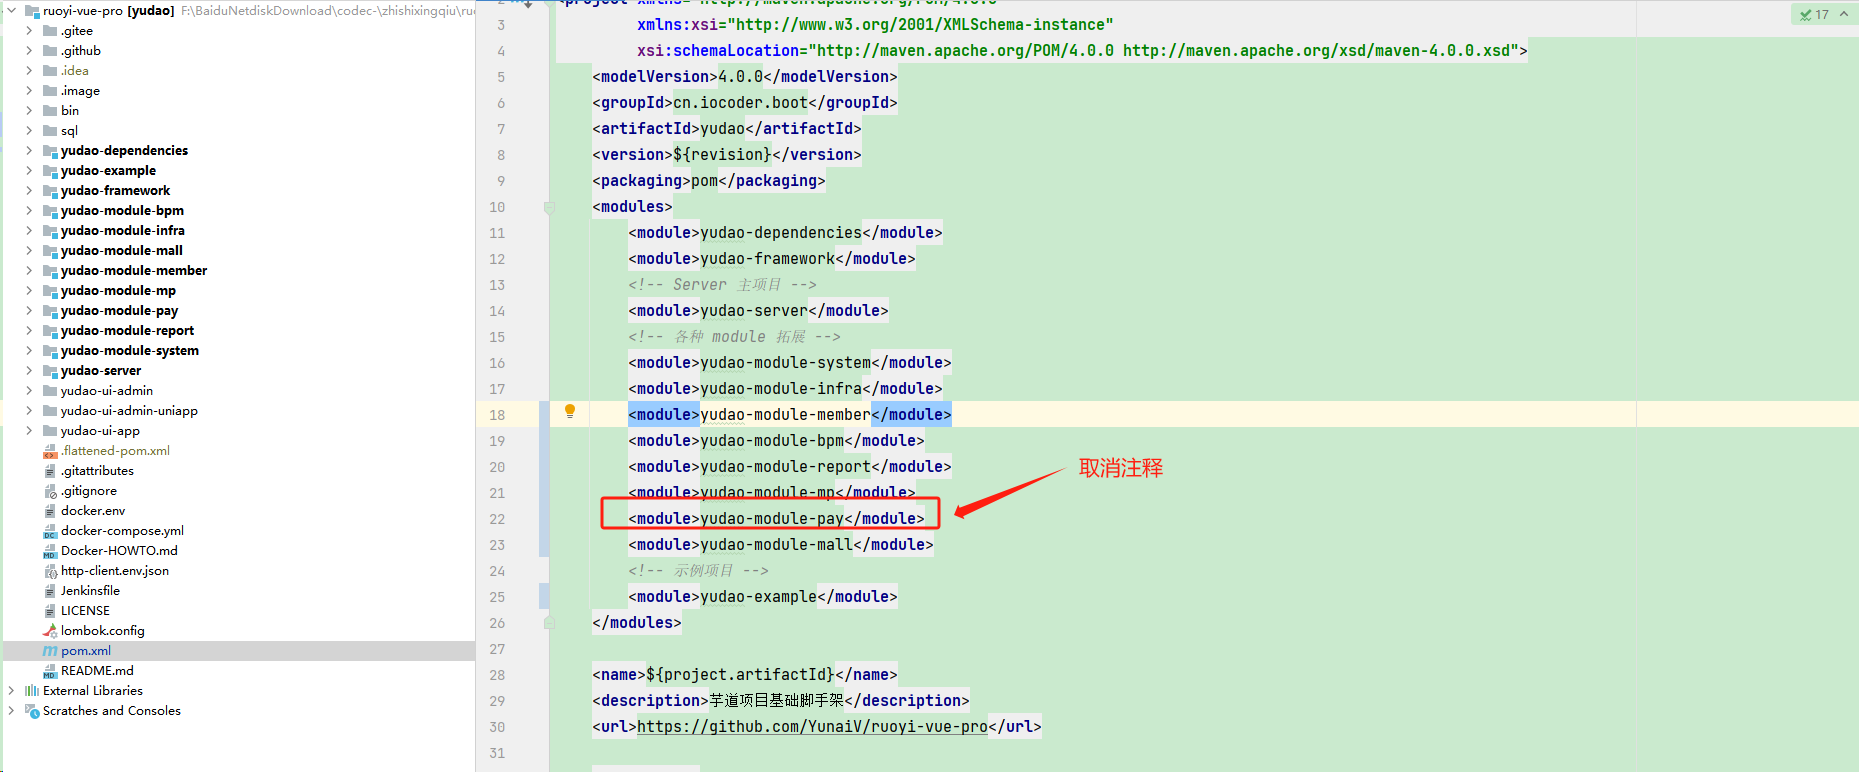 ruoyi-vue-pro [yudao] F:\BaiduNetdiskDownload\codec-\zhishixingqiu\ruo
.gitee
.github
.idea
.image
bin
sql
yudao-dependencies
yudao-example
yudao-framework
yudao-module-bpm
yudao-module-infra
yudao-module-mall
yudao-module-member
yudao-module-mp
yudao-module-pay
yudao-module-report
yudao-module-system
yudao-server
yudao-ui-admin
yudao-ui-admin-uniapp
yudao-ui-app
.flattened-pom.xml
.gitattributes
.gitignore
docker.env
docker-compose.yml
Docker-HOWTO.md
http-client.env.json
Jenkinsfile
LICENSE
lombok.config
pom.xml
README.md
External Libraries
Scratches and Consoles
17
2 <project xmlns="http://maven.apache.org/POM/4.0.0"
3 xmlns:xsi="http://www.w3.org/2001/XMLSchema-instance"
4 xsi:schemaLocation="http://maven.apache.org/POM/4.0.0 http://maven.apache.org/xsd/maven-4.0.0.xsd">
5 <modelVersion>4.0.0</modelVersion>
6 <groupId>cn.iocoder.boot</groupId>
7 <artifactId>yudao</artifactId>
8 <version>${revision}</version>
9 <packaging>pom</packaging>
10 <modules>
11 <module>yudao-dependencies</module>
12 <module>yudao-framework</module>
13 <!-- Server 主项目 -->
14 <module>yudao-server</module>
15 <!-- 各种 module 拓展 -->
16 <module>yudao-module-system</module>
17 <module>yudao-module-infra</module>
18 <module>yudao-module-member</module>
19 <module>yudao-module-bpm</module>
20 <module>yudao-module-report</module>
21 <module>yudao-module-mp</module>
22 <module>yudao-module-pay</module>
23 <module>yudao-module-mall</module>
24 <!-- 示例项目 -->
25 <module>yudao-example</module>
26 </modules>
27
28 <name>${project.artifactId}</name>
29 <description>芋道项目基础脚手架</description>
30 <url>https://github.com/YunaiV/ruoyi-vue-pro</url>
31
取消注释